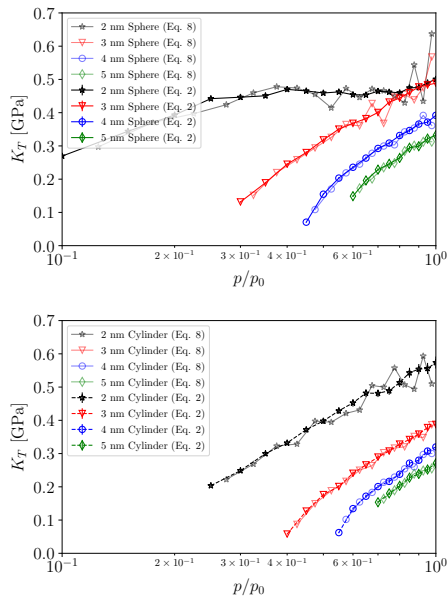 0.7
0.6
0.5
0.4
0.3
0.2
0.1
0.0
K_T [GPa]
2 nm Sphere (Eq. 8)
3 nm Sphere (Eq. 8)
4 nm Sphere (Eq. 8)
5 nm Sphere (Eq. 8)
2 nm Sphere (Eq. 2)
3 nm Sphere (Eq. 2)
4 nm Sphere (Eq. 2)
5 nm Sphere (Eq. 2)
10⁻¹ 2 × 10⁻¹ 3 × 10⁻¹ 4 × 10⁻¹ 6 × 10⁻¹ 10⁰
p/p₀
0.7
0.6
0.5
0.4
0.3
0.2
0.1
0.0
K_T [GPa]
2 nm Cylinder (Eq. 8)
3 nm Cylinder (Eq. 8)
4 nm Cylinder (Eq. 8)
5 nm Cylinder (Eq. 8)
2 nm Cylinder (Eq. 2)
3 nm Cylinder (Eq. 2)
4 nm Cylinder (Eq. 2)
5 nm Cylinder (Eq. 2)
10⁻¹ 2 × 10⁻¹ 3 × 10⁻¹ 4 × 10⁻¹ 6 × 10⁻¹ 10⁰
p/p₀